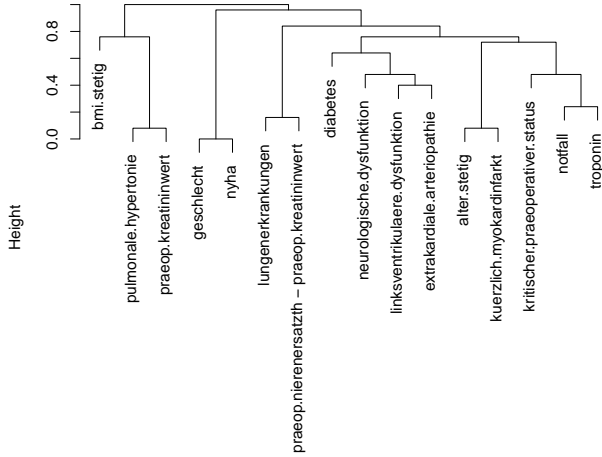 Height
0.0
0.4
0.8
bmi.stetig
pulmonale.hypertonie
praeop.kreatininwert
geschlecht
nyha
lungenerkrankungen
praeop.nierenersatzth − praeop.kreatininwert
diabetes
neurologische.dysfunktion
linksventrikulaere.dysfunktion
extrakardiale.arteriopathie
alter.stetig
kuerzlich.myokardinfarkt
kritischer.praeoperativer.status
notfall
troponin